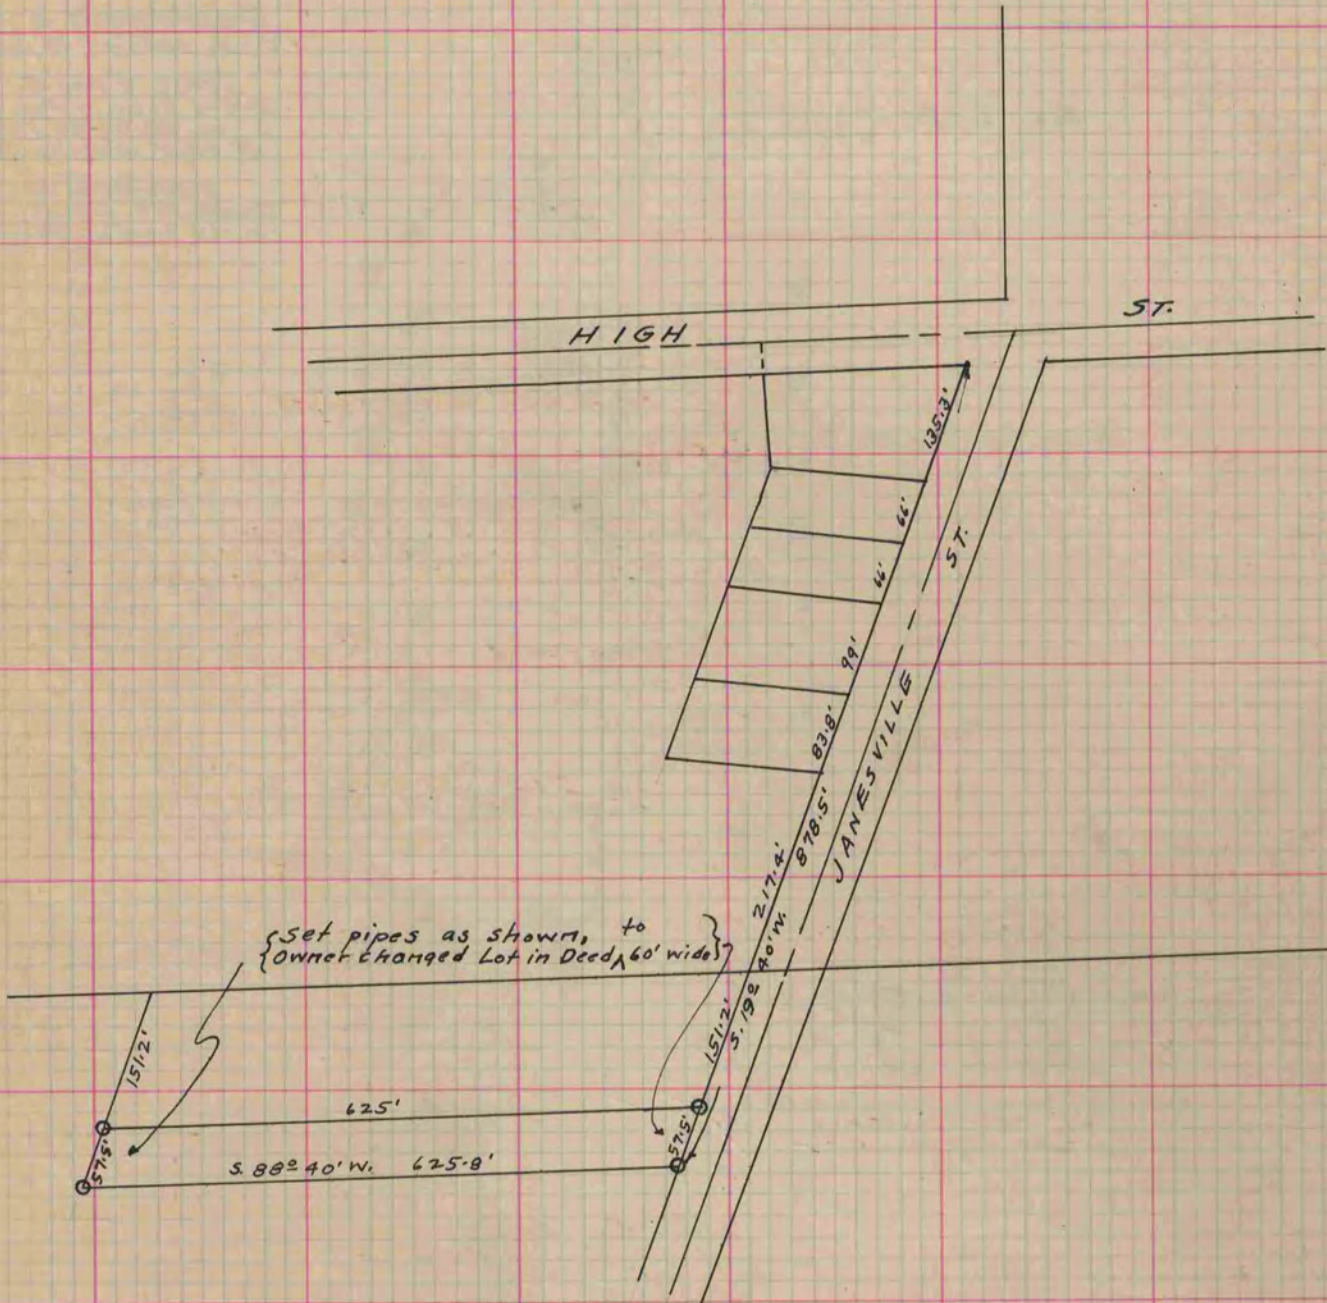 HIGH ST.
135.3'
66'
66'
99'
83.8'
JANESVILLE ST.
217.4'
878.5'
S. 19° 40' W.
{Set pipes as shown,}
{Owner changed Lot in Deed ^ to 60' wide}
151.2'
151.2'
625'
57.5'
57.5'
S. 88° 40' W. 625.8'